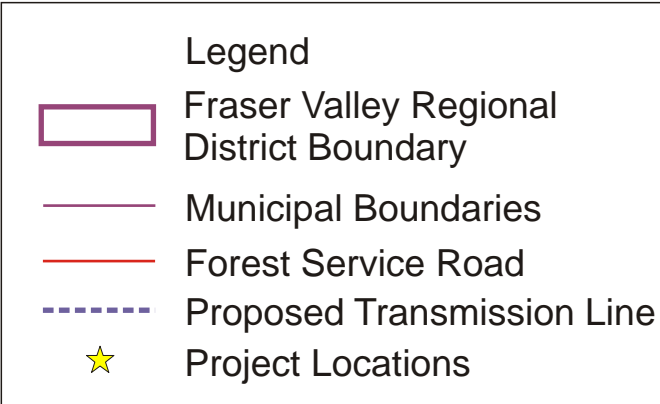 Legend
Fraser Valley Regional
District Boundary
Municipal Boundaries
Forest Service Road
Proposed Transmission Line
Project Locations